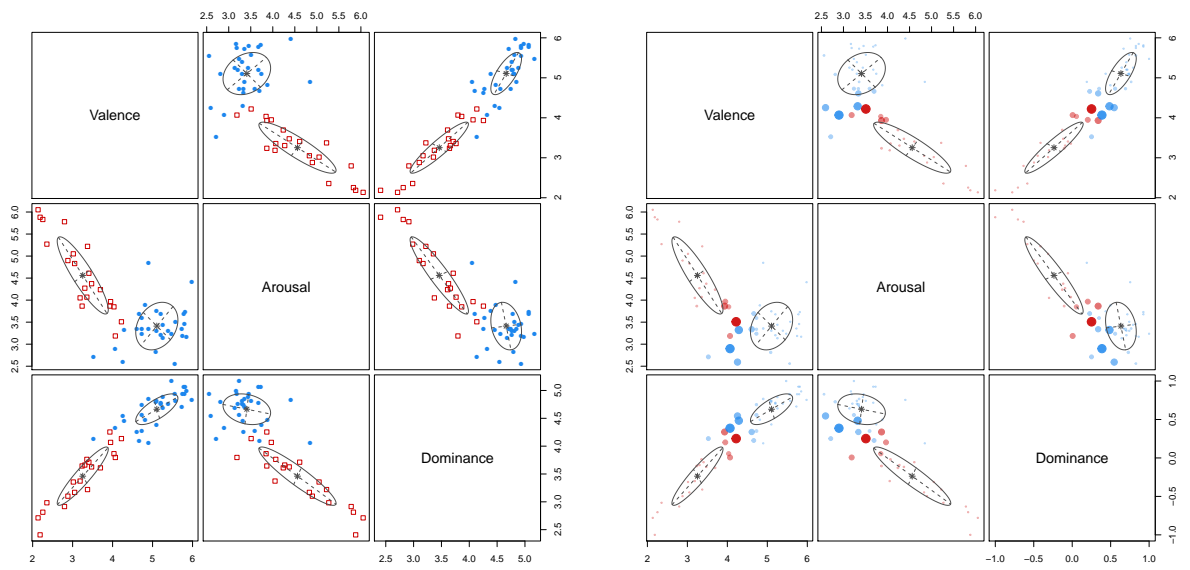 2.5 3.5 4.5 5.5 2.5 3.5 4.5 5.5
3.0 4.0 5.0 6.0 3.0 4.0 5.0 6.0
Valence 2 3 4 5 6 Valence 2 3 4 5 6
2.5 3.0 3.5 4.0 4.5 5.0 5.5 6.0 Arousal 2.5 3.0 3.5 4.0 4.5 5.0 5.5 6.0 Arousal
Dominance 2.5 3.0 3.5 4.0 4.5 5.0 Dominance −1.0 −0.5 0.0 0.5 1.0
2 3 4 5 6 2.5 3.0 3.5 4.0 4.5 5.0 2 3 4 5 6 −1.0 −0.5 0.0 0.5 1.0